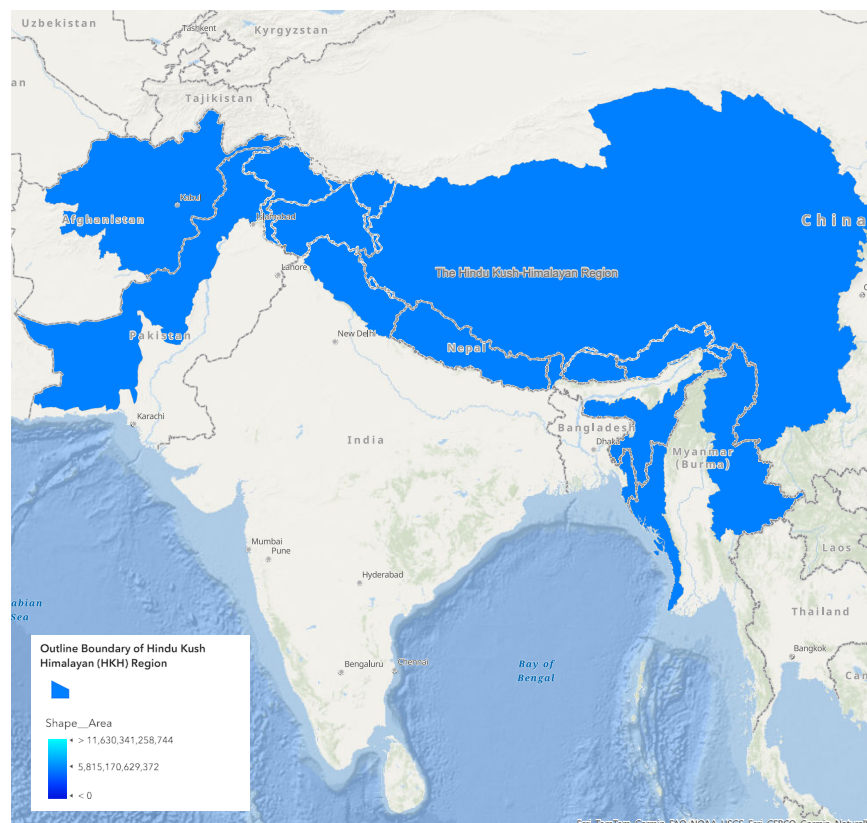 Uzbekistan
Tashkent
Kyrgyzstan
Tajikistan
Kabul
Afghanistan
Islamabad
China
The Hindu Kush-Himalayan Region
Lahore
Pakistan
New Delhi
Nepal
Karachi
India
Bangladesh
Dhaka
Myanmar
(Burma)
Mumbai
Pune
Hyderabad
Laos
abian
Sea
Thailand
Bangkok
Bay of
Bengal
Bengaluru
Chennai
Outline Boundary of Hindu Kush
Himalayan (HKH) Region
Shape__Area
> 11,630,341,258,744
5,815,170,629,372
< 0